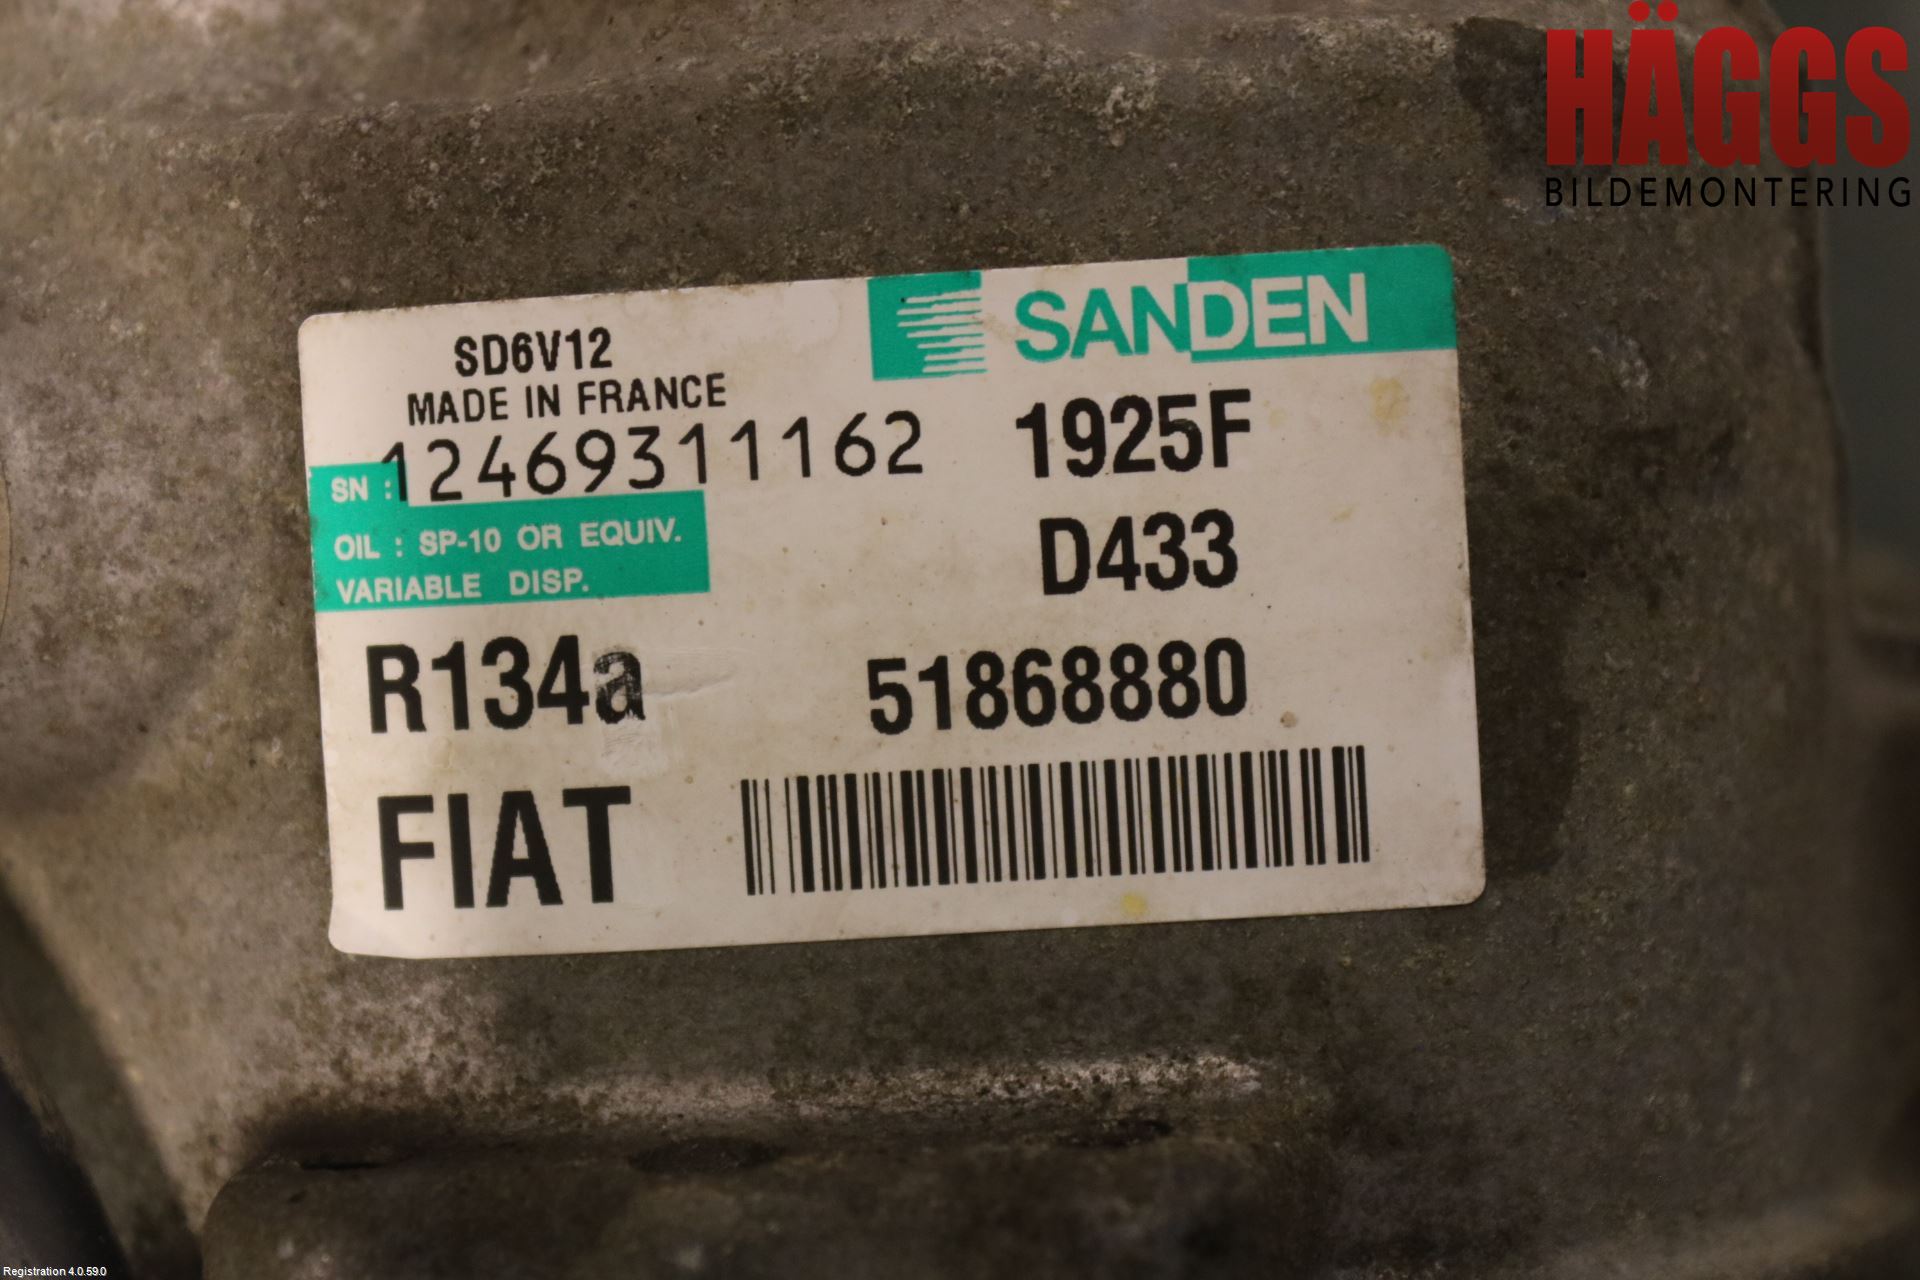 HÄGGS
BILDEMONTERING
SANDEN
SD6V12
MADE IN FRANCE
SN : 12469311162
1925F
OIL : SP-10 OR EQUIV.
VARIABLE DISP.
D433
R134a
51868880
FIAT
Registration 4.0.59.0